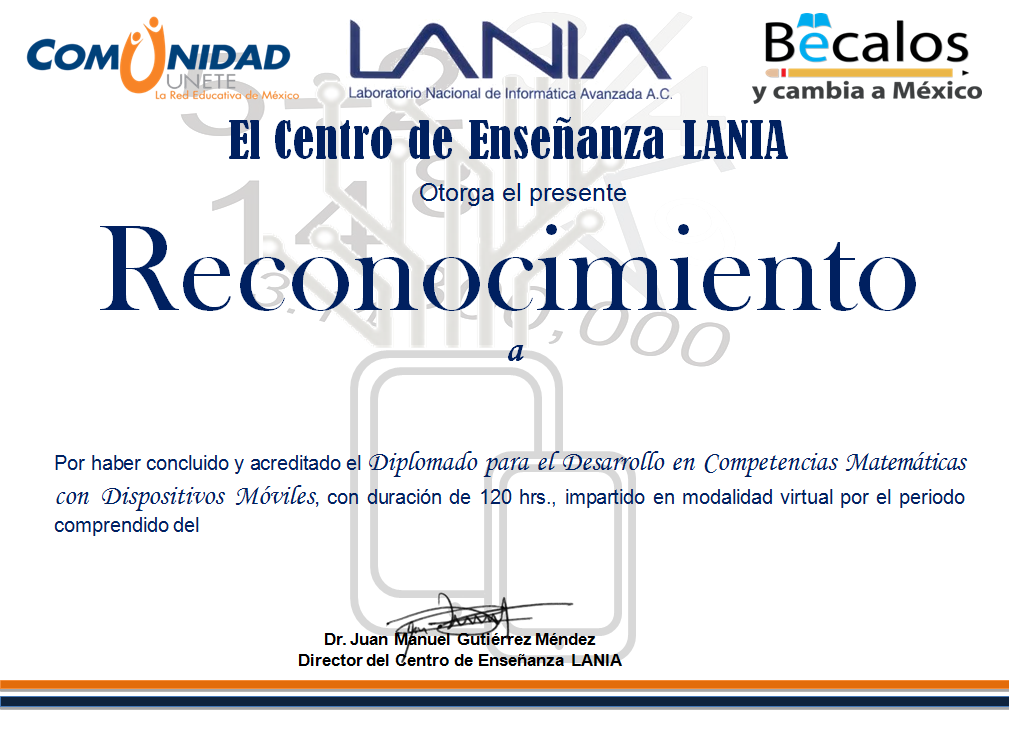 COMUNIDAD
UNETE
La Red Educativa de México
LANIA
Laboratorio Nacional de Informática Avanzada A.C.
Bécalos
y cambia a México
El Centro de Enseñanza LANIA
Otorga el presente
Reconocimiento
a
Por haber concluido y acreditado el Diplomado para el Desarrollo en Competencias Matemáticas
con Dispositivos Móviles, con duración de 120 hrs., impartido en modalidad virtual por el periodo
comprendido del
Dr. Juan Manuel Gutiérrez Méndez
Director del Centro de Enseñanza LANIA